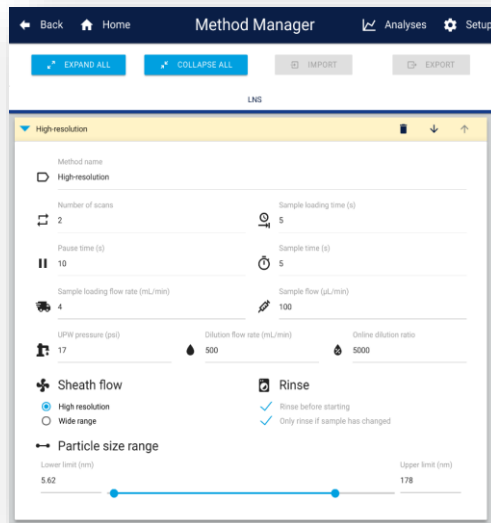 Back Home Method Manager Analyses Setup
EXPAND ALL COLLAPSE ALL IMPORT EXPORT
LNS
High-resolution
Method name
High-resolution
Number of scans Sample loading time (s)
2 5
Pause time (s) Sample time (s)
10 5
Sample loading flow rate (mL/min) Sample flow (µL/min)
4 100
UPW pressure (psi) Dilution flow rate (mL/min) Online dilution ratio
17 500 5000
Sheath flow Rinse
High resolution Rinse before starting
Wide range Only rinse if sample has changed
Particle size range
Lower limit (nm) Upper limit (nm)
5.62 178